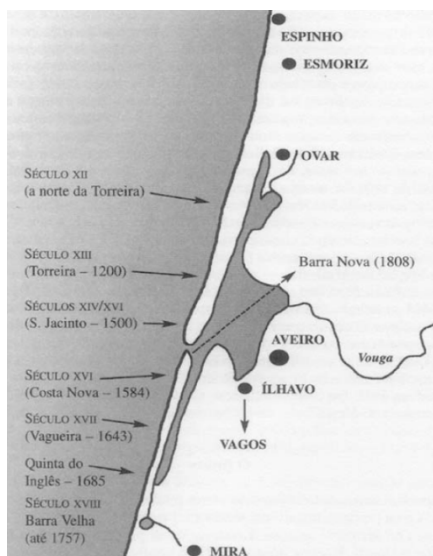 ESPINHO
ESMORIZ
OVAR
SÉCULO XII
(a norte da Torreira)
SÉCULO XIII
(Torreira – 1200)
Barra Nova (1808)
SÉCULOS XIV/XVI
(S. Jacinto – 1500)
AVEIRO
Vouga
SÉCULO XVI
(Costa Nova – 1584)
ÍLHAVO
SÉCULO XVII
(Vagueira – 1643)
VAGOS
Quinta do
Inglês – 1685
SÉCULO XVIII
Barra Velha
(até 1757)
MIRA